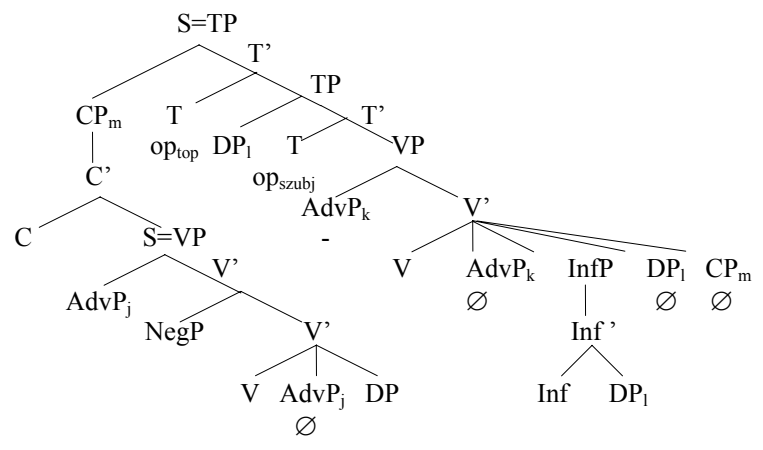 S=TP
T’
TP
CPₘ T T’
opₜₒₚ DPₗ T VP
C’ opₛzᵤbⱼ
AdvPₖ V’
C S=VP -
V’ V AdvPₖ InfP DPₗ CPₘ
AdvPⱼ ∅ ∅ ∅
NegP V’ Inf ’
V AdvPⱼ DP Inf DPₗ
∅